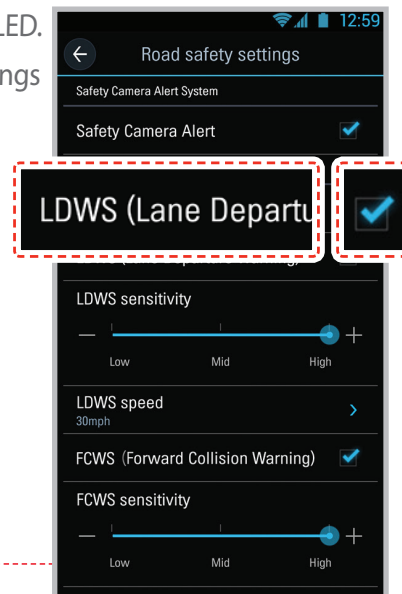 LED.
ings
12:59
Road safety settings
Safety Camera Alert System
Safety Camera Alert
LDWS (Lane Departu
LDWS sensitivity
Low Mid High
LDWS speed
30mph
FCWS (Forward Collision Warning)
FCWS sensitivity
Low Mid High